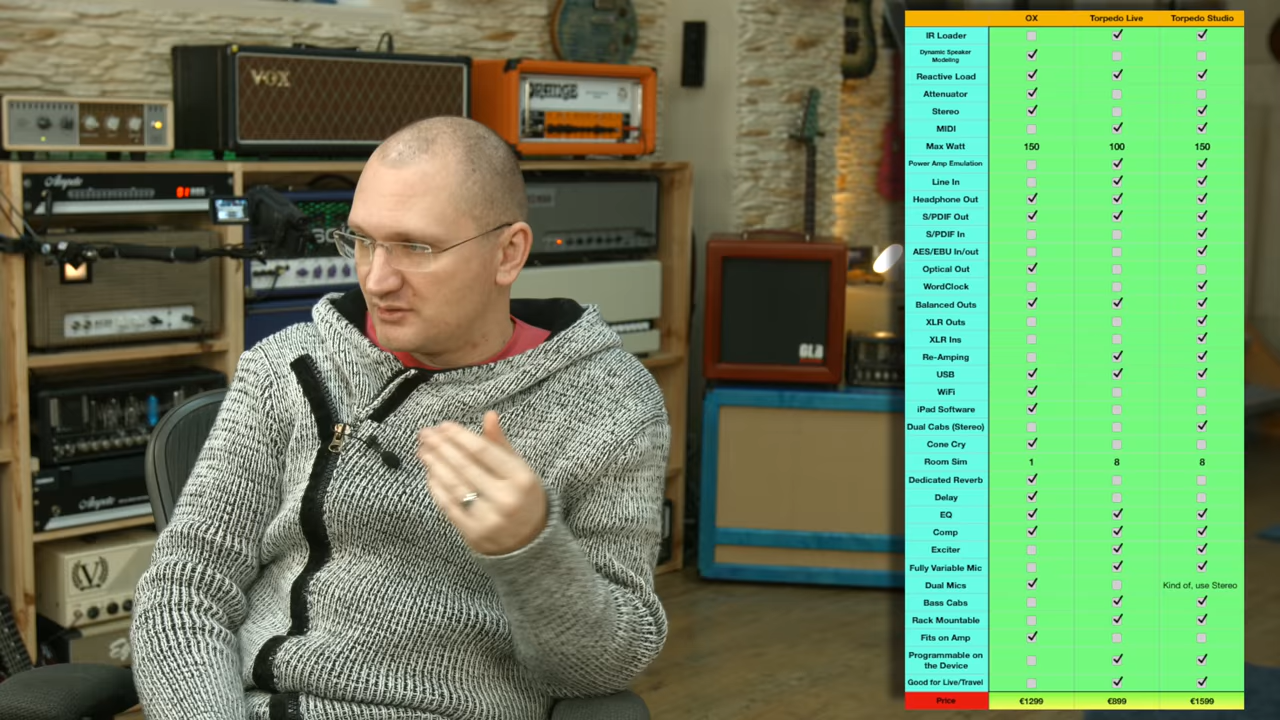 OX Torpedo Live Torpedo Studio
IR Loader
Dynamic Speaker
Modeling
Reactive Load
Attenuator
Stereo
MIDI
Max Watt 150 100 150
Power Amp Emulation
Line In
Headphone Out
S/PDIF Out
S/PDIF In
AES/EBU In/out
Optical Out
WordClock
Balanced Outs
XLR Outs
XLR Ins
Re-Amping
USB
WiFi
iPad Software
Dual Cabs (Stereo)
Cone Cry
Room Sim 1 8 8
Dedicated Reverb
Delay
EQ
Comp
Exciter
Fully Variable Mic
Dual Mics Kind of, use Stereo
Bass Cabs
Rack Mountable
Fits on Amp
Programmable on
the Device
Good for Live/Travel
Price €1299 €899 €1599
VOX
ORANGE
Ampete
Ampete
V